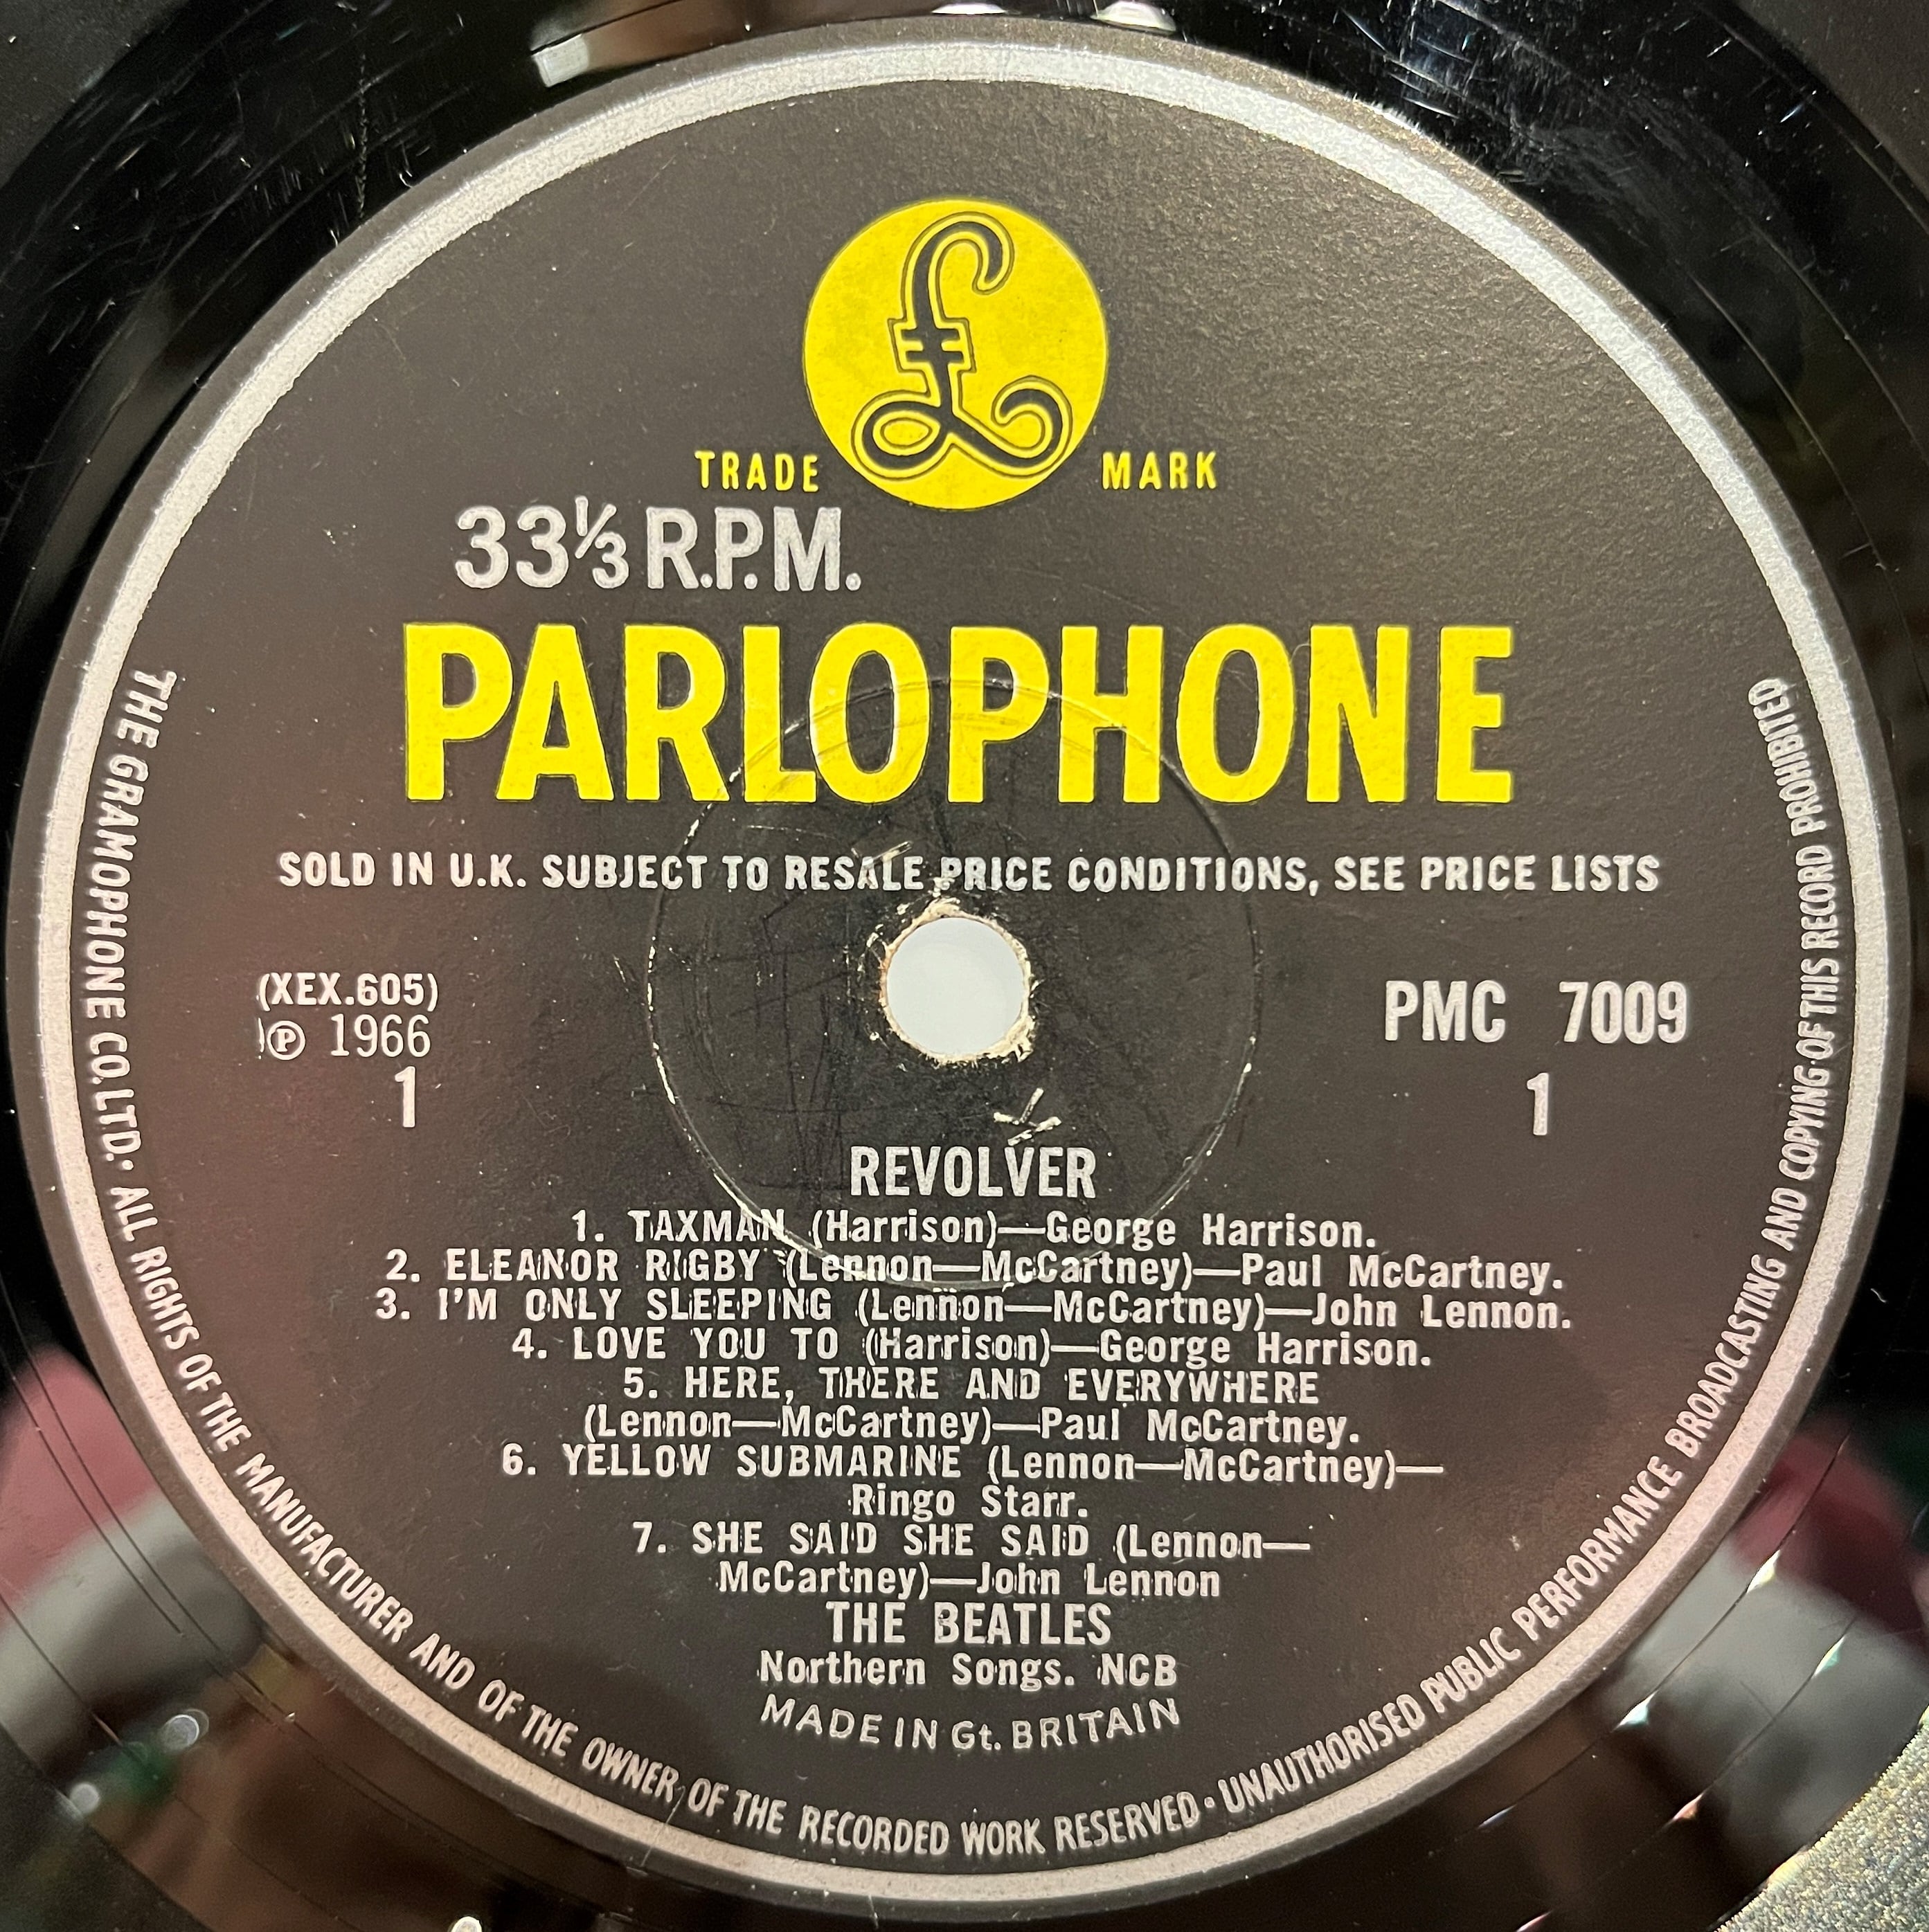 £
TRADE MARK
33⅓ R.P.M.
PARLOPHONE
SOLD IN U.K. SUBJECT TO RESALE PRICE CONDITIONS, SEE PRICE LISTS
(XEX.605)
℗ 1966
1
PMC 7009
1
REVOLVER
1. TAXMAN (Harrison)—George Harrison.
2. ELEANOR RIGBY (Lennon—McCartney)—Paul McCartney.
3. I'M ONLY SLEEPING (Lennon—McCartney)—John Lennon.
4. LOVE YOU TO (Harrison)—George Harrison.
5. HERE, THERE AND EVERYWHERE
(Lennon—McCartney)—Paul McCartney.
6. YELLOW SUBMARINE (Lennon—McCartney)—
Ringo Starr.
7. SHE SAID SHE SAID (Lennon—
McCartney)—John Lennon
THE BEATLES
Northern Songs. NCB
MADE IN Gt. BRITAIN
THE GRAMOPHONE CO. LTD. · ALL RIGHTS OF THE MANUFACTURER AND OF THE OWNER OF THE RECORDED WORK RESERVED · UNAUTHORISED PUBLIC PERFORMANCE BROADCASTING AND COPYING OF THIS RECORD PROHIBITED